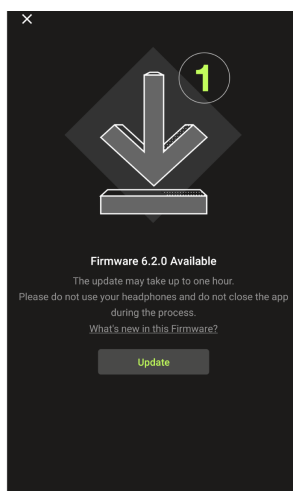 1
Firmware 6.2.0 Available
The update may take up to one hour.
Please do not use your headphones and do not close the app
during the process.
What's new in this Firmware?
Update